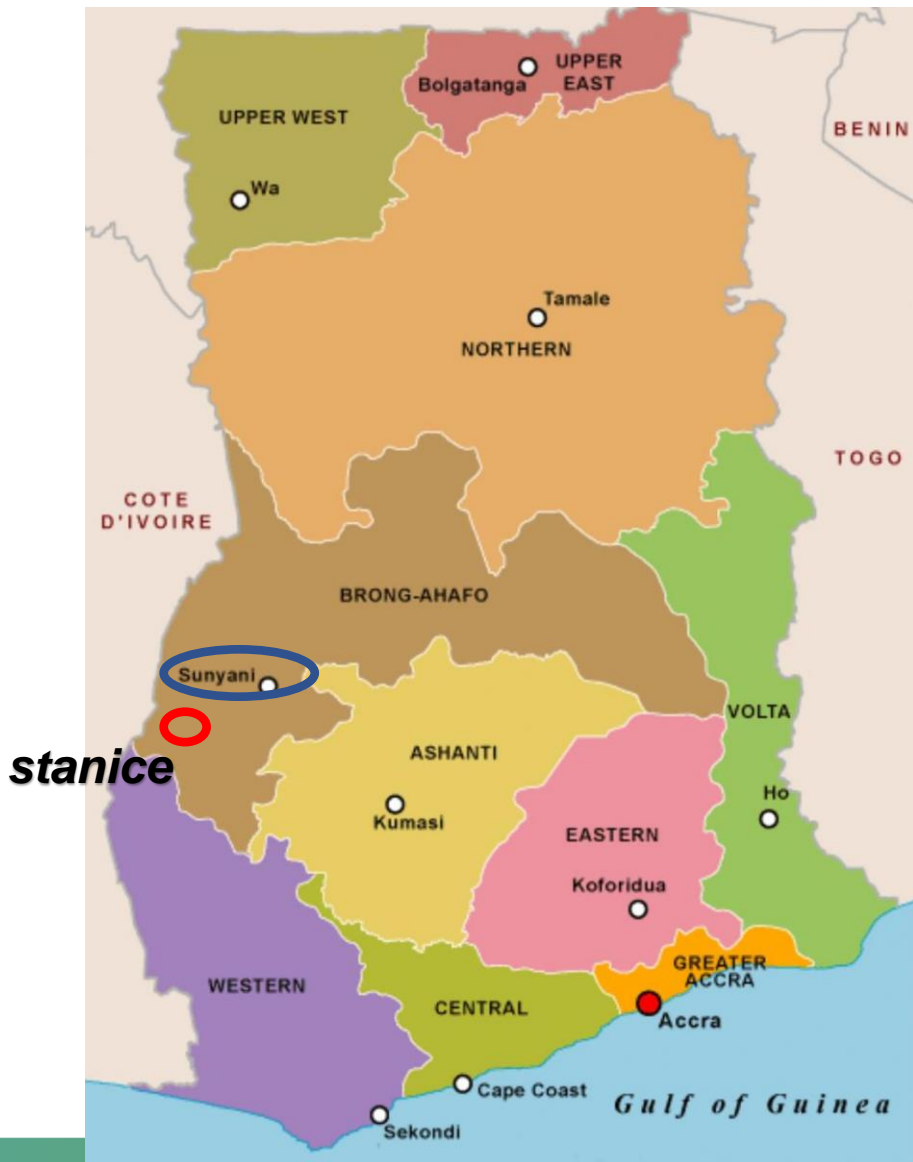 UPPER
EAST
Bolgatanga
UPPER WEST
BENIN
Wa
Tamale
NORTHERN
TOGO
COTE
D'IVOIRE
BRONG-AHAFO
Sunyani
VOLTA
stanice
ASHANTI
Ho
Kumasi
EASTERN
Koforidua
GREATER
ACCRA
WESTERN
CENTRAL
Accra
Cape Coast
Gulf of Guinea
Sekondi